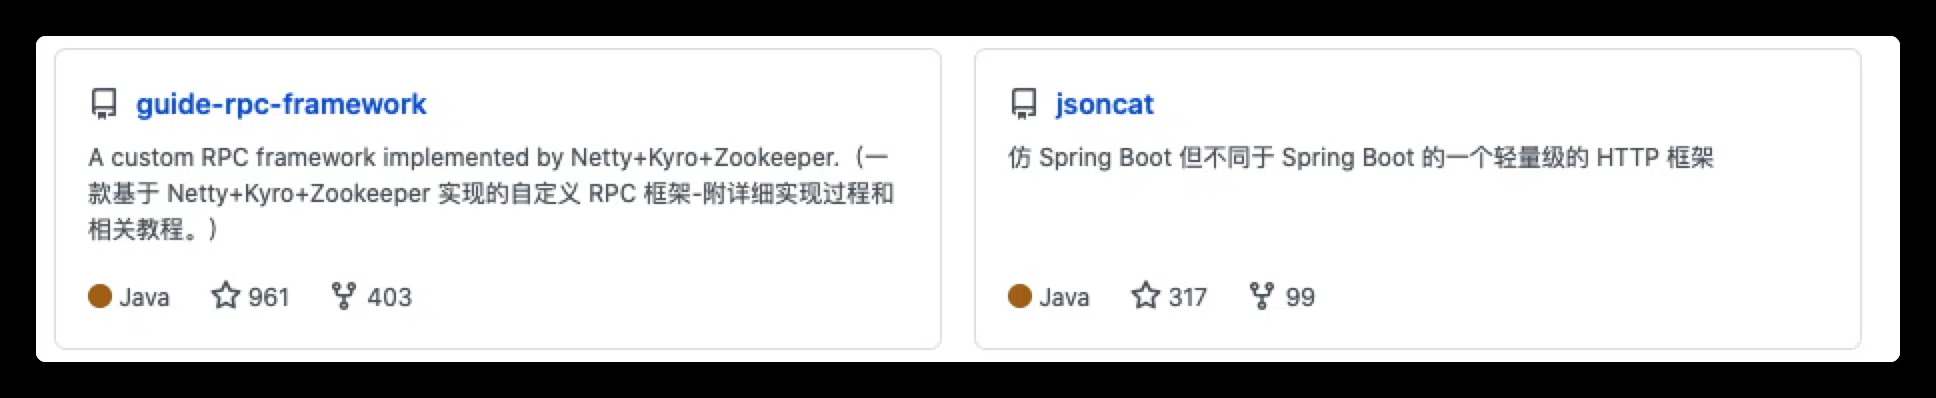 guide-rpc-framework
A custom RPC framework implemented by Netty+Kyro+Zookeeper.（一
款基于 Netty+Kyro+Zookeeper 实现的自定义 RPC 框架-附详细实现过程和
相关教程。）
Java 961 403
jsoncat
仿 Spring Boot 但不同于 Spring Boot 的一个轻量级的 HTTP 框架
Java 317 99